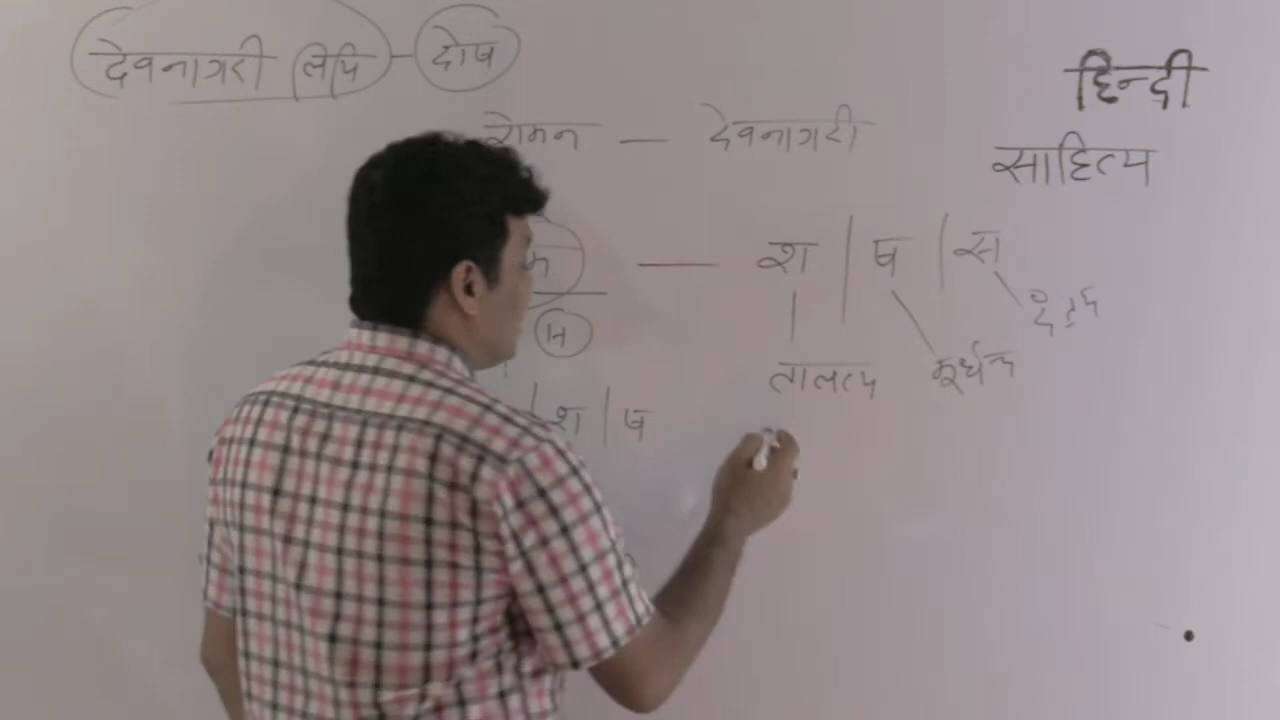 देवनागरी लिपि - दोष
हिन्दी
साहित्य
रोमन — देवनागरी
— श | ष | स
तालव्य मूर्धन्य दंत्य
श | ष